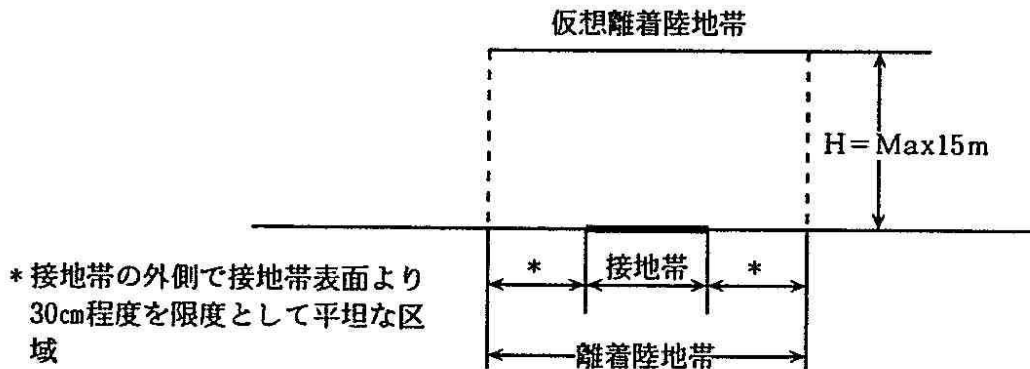 仮想離着陸地帯
H=Max15m
* 接地帯 *
*接地帯の外側で接地帯表面より
30㎝程度を限度として平坦な区
域
離着陸地帯